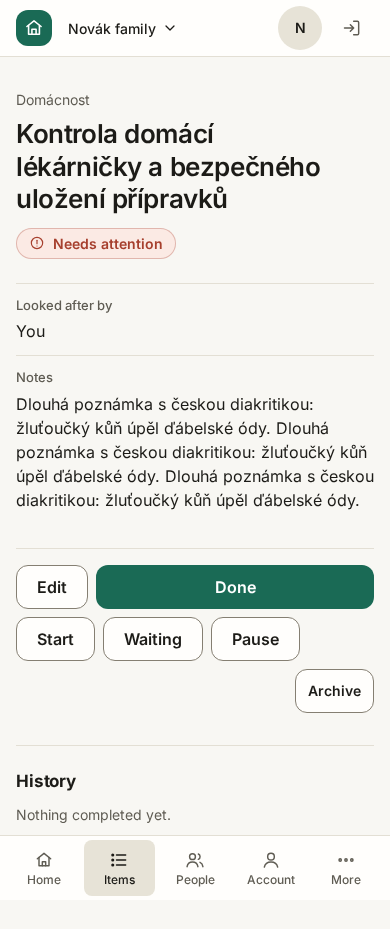 Novák family
N
Domácnost
Kontrola domácí
lékárničky a bezpečného
uložení přípravků
Needs attention
Looked after by
You
Notes
Dlouhá poznámka s českou diakritikou:
žluťoučký kůň úpěl ďábelské ódy. Dlouhá
poznámka s českou diakritikou: žluťoučký kůň
úpěl ďábelské ódy. Dlouhá poznámka s českou
diakritikou: žluťoučký kůň úpěl ďábelské ódy.
Edit
Done
Start
Waiting
Pause
Archive
History
Nothing completed yet.
Home
Items
People
Account
More